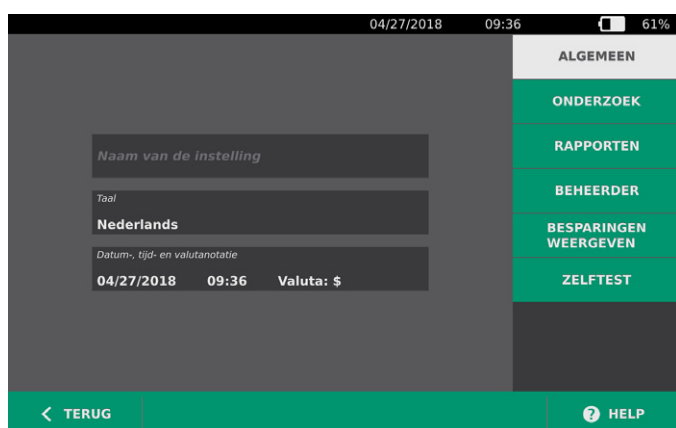 04/27/2018 09:36 61%
ALGEMEEN
ONDERZOEK
RAPPORTEN
BEHEERDER
BESPARINGEN
WEERGEVEN
ZELFTEST
Naam van de instelling
Taal
Nederlands
Datum-, tijd- en valutanotatie
04/27/2018 09:36 Valuta: $
TERUG
? HELP